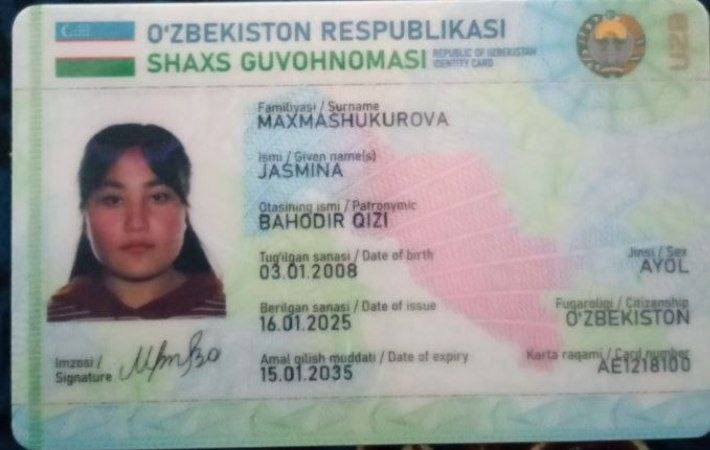 O'ZBEKISTON RESPUBLIKASI
SHAXS GUVOHNOMASI
REPUBLIC OF UZBEKISTAN
IDENTITY CARD
UZB
Familiyasi / Surname
MAXMASHUKUROVA
Ismi / Given name(s)
JASMINA
Otasining ismi / Patronymic
BAHODIR QIZI
Tug'ilgan sanasi / Date of birth
03.01.2008
Jinsi / Sex
AYOL
Berilgan sanasi / Date of issue
16.01.2025
Fuqaroligi / Citizenship
O'ZBEKISTON
Amal qilish muddati / Date of expiry
15.01.2035
Karta raqami / Card number
AE1218100
Imzosi /
Signature